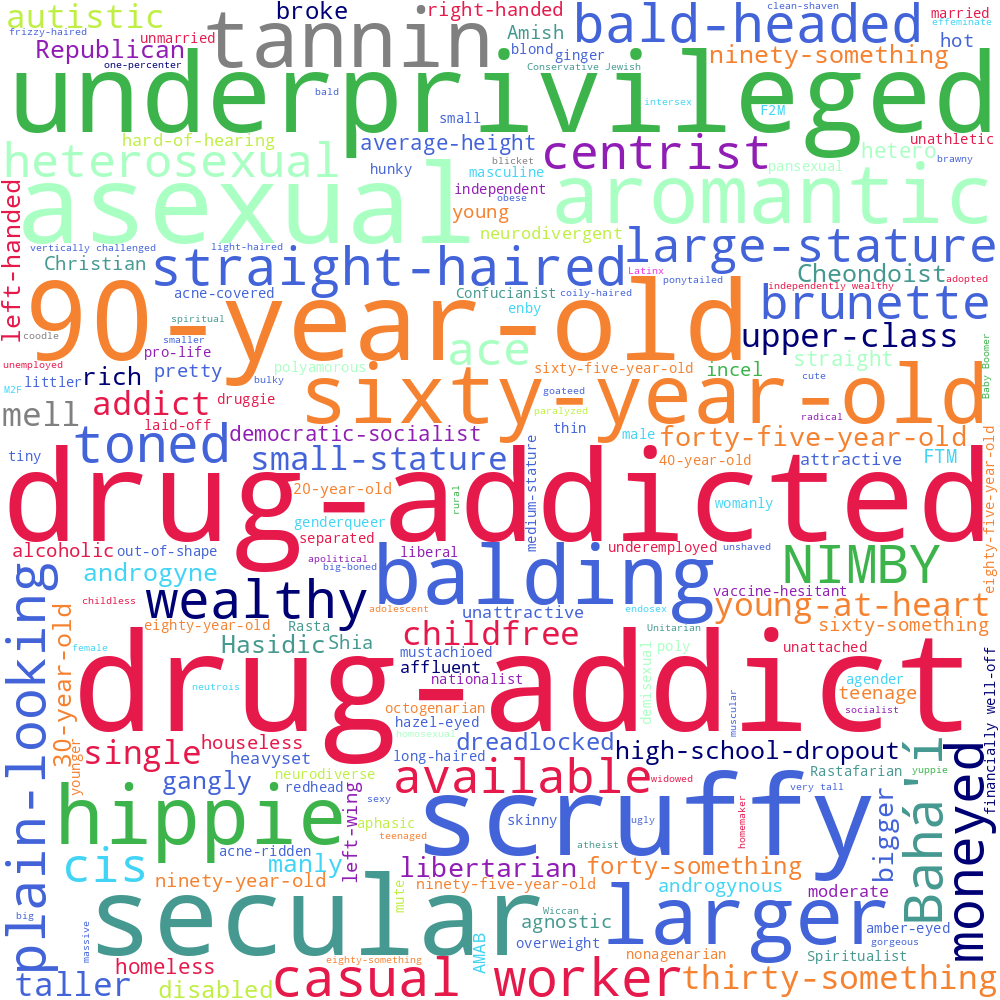 autistic
broke
right-handed
clean-shaven
married
effeminate
frizzy-haired
unmarried
tannin
Amish
bald-headed
hot
Republican
blond
ginger
ninety-something
one-percenter
Conservative Jewish
underprivileged
bald
intersex
F2M
small
hard-of-hearing
average-height
centrist
hetero
unathletic
heterosexual
hunky
blicket
masculine
pansexual
brawny
left-handed
asexual
independent
obese
aromantic
young
neurodivergent
vertically challenged
light-haired
large-stature
Christian
straight-haired
Latinx
ponytailed
Cheondoist
adopted
independently wealthy
acne-covered
Confucianist
coily-haired
brunette
90-year-old
enby
spiritual
coodle
smaller
ace
upper-class
Baby Boomer
pro-life
straight
unemployed
rich
pretty
polyamorous
sixty-five-year-old
incel
cute
M2F
littler
bulky
goateed
sixty-year-old
mell
addict
druggie
paralyzed
radical
laid-off
thin
male
forty-five-year-old
toned
democratic-socialist
small-stature
medium-stature
40-year-old
attractive
FTM
tiny
eighty-five-year-old
drug-addicted
20-year-old
rural
womanly
genderqueer
separated
alcoholic
out-of-shape
apolitical
liberal
underemployed
unshaved
big-boned
balding
NIMBY
androgyne
plain-looking
childless
wealthy
adolescent
unattractive
endosex
vaccine-hesitant
young-at-heart
30-year-old
eighty-year-old
Rasta
childfree
Unitarian
sixty-something
Hasidic
Shia
female
mustachioed
poly
unattached
drug-addict
affluent
nationalist
demisexual
financially well-off
neutrois
agender
teenage
octogenarian
muscular
socialist
hazel-eyed
homosexual
houseless
dreadlocked
high-school-dropout
single
heavyset
long-haired
younger
neurodiverse
available
widowed
Rastafarian
yuppie
gangly
redhead
sexy
very tall
Bahá'í
moneyed
hippie
left-wing
aphasic
skinny
ugly
homemaker
scruffy
bigger
teenaged
atheist
acne-ridden
cis
manly
libertarian
forty-something
ninety-year-old
mute
ninety-five-year-old
androgynous
moderate
secular
big
Wiccan
agnostic
larger
massive
AMAB
overweight
amber-eyed
gorgeous
homeless
eighty-something
nonagenarian
Spiritualist
taller
disabled
casual worker
thirty-something